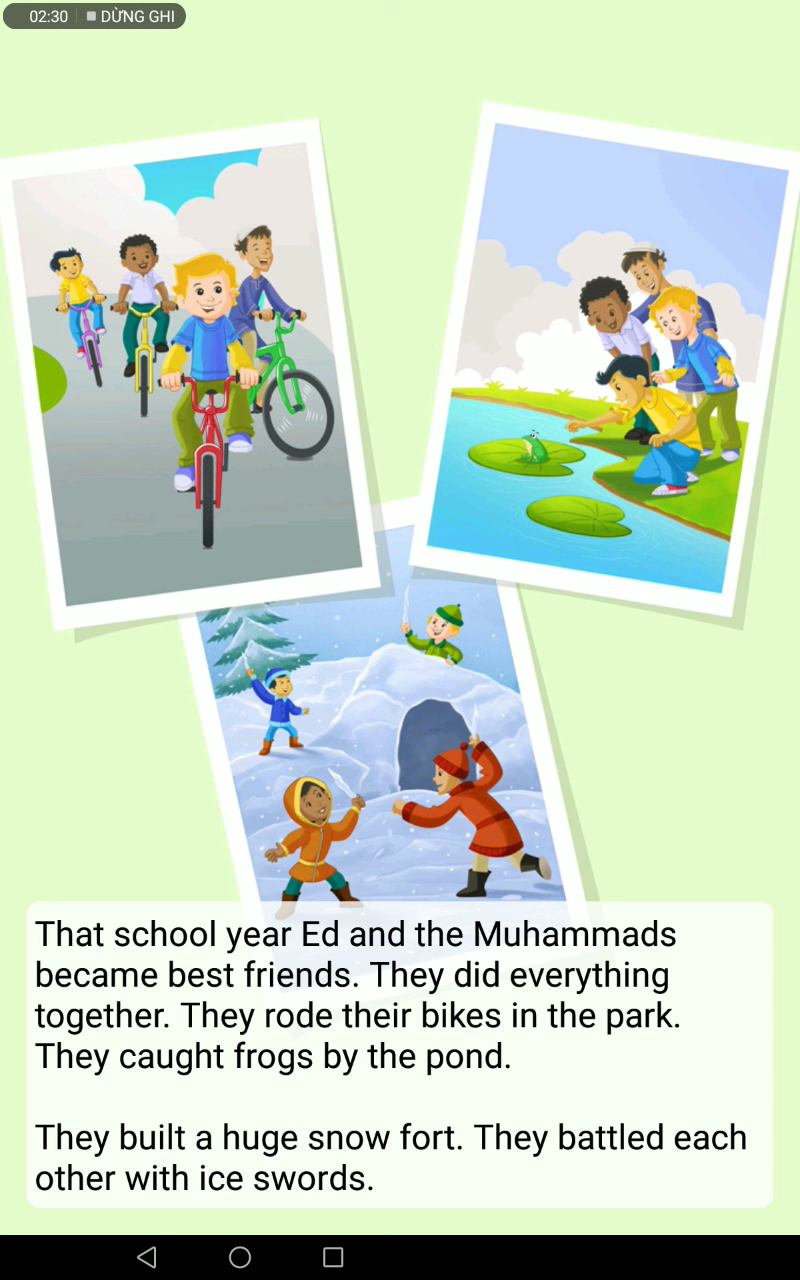 02:30 DỪNG GHI
That school year Ed and the Muhammads
became best friends. They did everything
together. They rode their bikes in the park.
They caught frogs by the pond.
They built a huge snow fort. They battled each
other with ice swords.